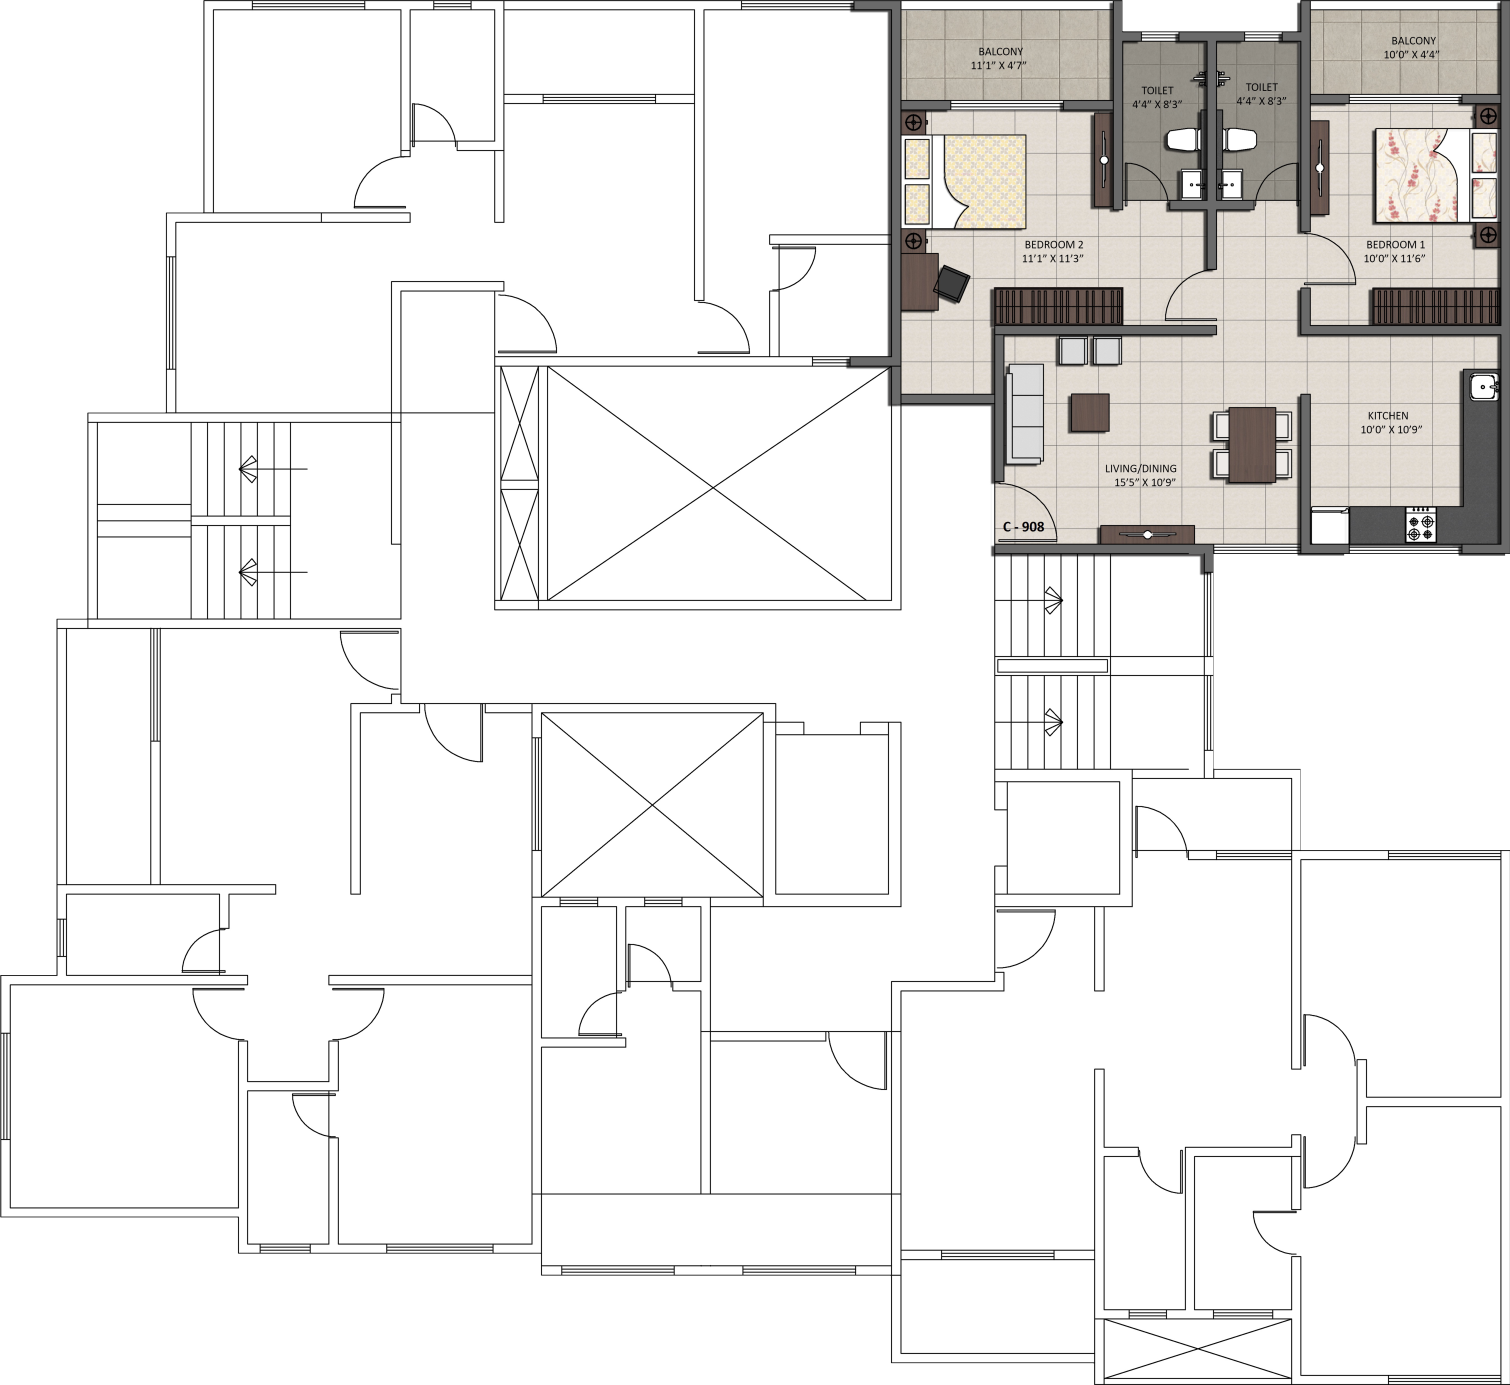 BALCONY
11'1" X 4'7"
TOILET
4'4" X 8'3"
TOILET
4'4" X 8'3"
BALCONY
10'0" X 4'4"
BEDROOM 2
11'1" X 11'3"
BEDROOM 1
10'0" X 11'6"
KITCHEN
10'0" X 10'9"
LIVING/DINING
15'5" X 10'9"
C - 908